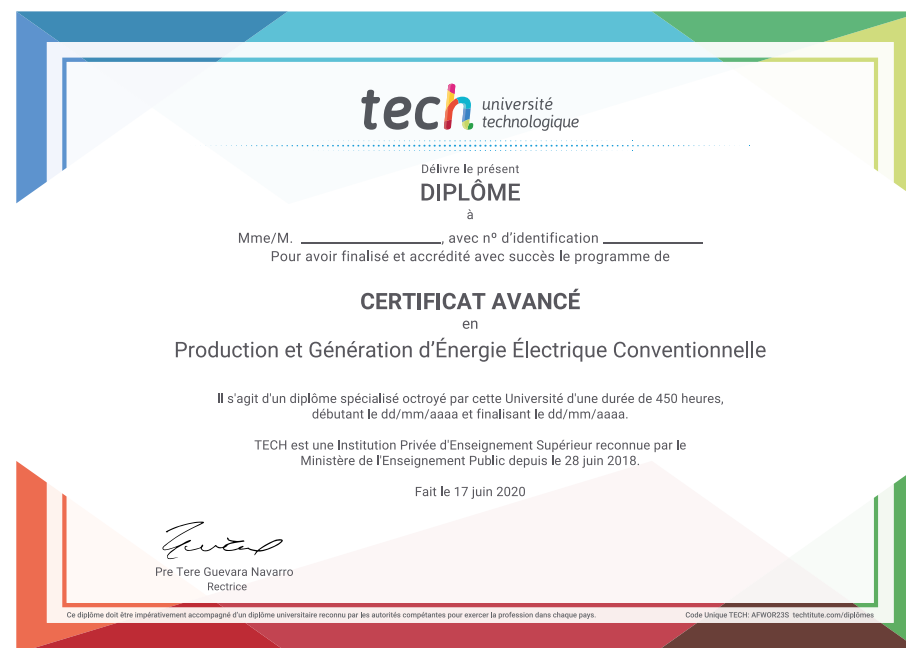 tech université
technologique
Délivre le présent
DIPLÔME
à
Mme/M. ____________________, avec nº d'identification ______________
Pour avoir finalisé et accrédité avec succès le programme de
CERTIFICAT AVANCÉ
en
Production et Génération d'Énergie Électrique Conventionnelle
Il s'agit d'un diplôme spécialisé octroyé par cette Université d'une durée de 450 heures,
débutant le dd/mm/aaaa et finalisant le dd/mm/aaaa.
TECH est une Institution Privée d'Enseignement Supérieur reconnue par le
Ministère de l'Enseignement Public depuis le 28 juin 2018.
Fait le 17 juin 2020
Pre Tere Guevara Navarro
Rectrice
Ce diplôme doit être impérativement accompagné d'un diplôme universitaire reconnu par les autorités compétentes pour exercer la profession dans chaque pays.
Code Unique TECH: AFWOR23S techtitute.com/diplômes